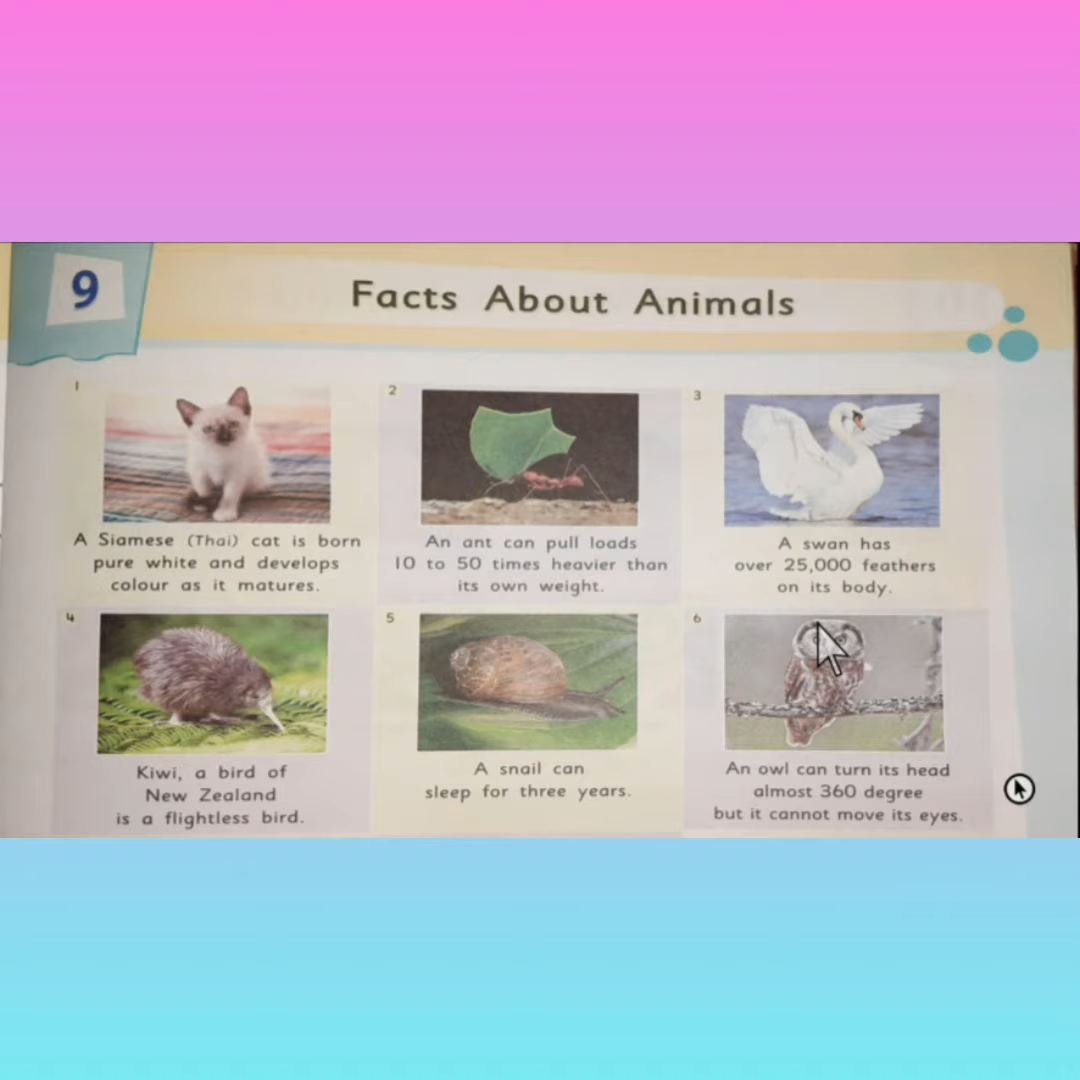 9
Facts About Animals
1
A Siamese (Thai) cat is born
pure white and develops
colour as it matures.
2
An ant can pull loads
10 to 50 times heavier than
its own weight.
3
A swan has
over 25,000 feathers
on its body.
4
Kiwi, a bird of
New Zealand
is a flightless bird.
5
A snail can
sleep for three years.
6
An owl can turn its head
almost 360 degree
but it cannot move its eyes.